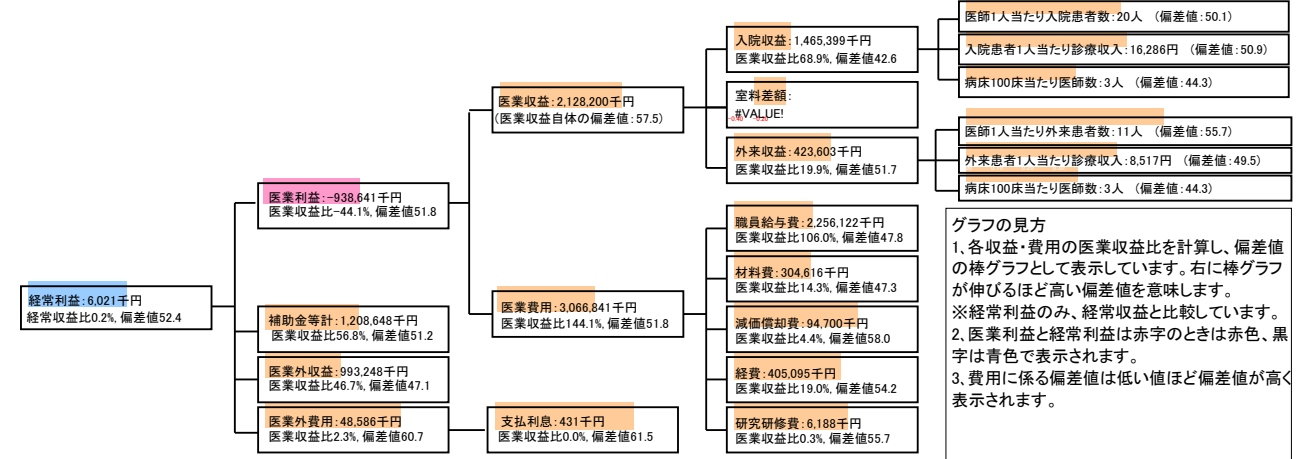 経常利益:6,021千円
経常収支比0.2%, 偏差値52.4
医業利益:-938,641千円
医業収益比-44.1%, 偏差値51.8
補助金等計:1,208,648千円
医業収益比56.8%, 偏差値51.2
医業外収益:993,248千円
医業収益比46.7%, 偏差値47.1
医業外費用:48,586千円
医業収益比2.3%, 偏差値60.7
医業収益:2,128,200千円
(医業収益自体の偏差値:57.5)
医業費用:3,066,841千円
医業収益比144.1%, 偏差値51.8
支払利息:431千円
医業収益比0.0%, 偏差値61.5
入院収益:1,465,399千円
医業収益比68.9%, 偏差値42.6
室料差額:
#VALUE!
-0.40 -0.20
外来収益:423,603千円
医業収益比19.9%, 偏差値51.7
職員給与費:2,256,122千円
医業収益比106.0%, 偏差値47.8
材料費:304,616千円
医業収益比14.3%, 偏差値47.3
減価償却費:94,700千円
医業収益比4.4%, 偏差値58.0
経費:405,095千円
医業収益比19.0%, 偏差値54.2
研究研修費:6,188千円
医業収益比0.3%, 偏差値55.7
医師1人当たり入院患者数:20人 (偏差値:50.1)
入院患者1人当たり診療収入:16,286円 (偏差値:50.9)
病床100床当たり医師数:3人 (偏差値:44.3)
医師1人当たり外来患者数:11人 (偏差値:55.7)
外来患者1人当たり診療収入:8,517円 (偏差値:49.5)
病床100床当たり医師数:3人 (偏差値:44.3)
グラフの見方
1、各収益・費用の医業収益比を計算し、偏差値
の棒グラフとして表示しています。右に棒グラフ
が伸びるほど高い偏差値を意味します。
※経常利益のみ、経常収益と比較しています。
2、医業利益と経常利益は赤字のときは赤色、黒
字は青色で表示されます。
3、費用に係る偏差値は低い値ほど偏差値が高く
表示されます。